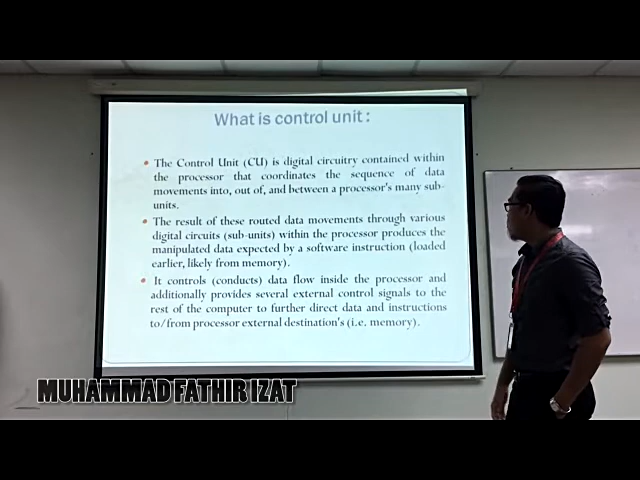 What is control unit :
The Control Unit (CU) is digital circuitry contained within
the processor that coordinates the sequence of data
movements into, out of, and between a processor's many sub-
units.
The result of these routed data movements through various
digital circuits (sub-units) within the processor produces the
manipulated data expected by a software instruction (loaded
earlier, likely from memory).
It controls (conducts) data flow inside the processor and
additionally provides several external control signals to the
rest of the computer to further direct data and instructions
to/from processor external destination's (i.e. memory).
MUHAMMAD FATHIR IZAT